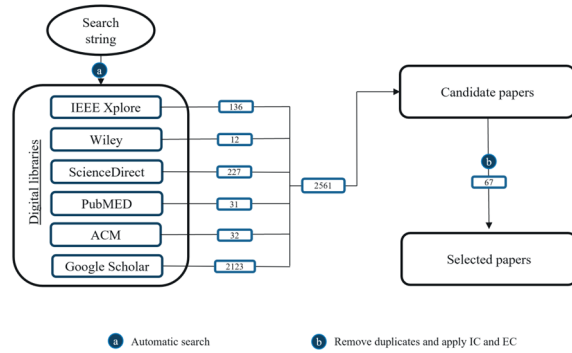 Search
string
a
Digital libraries
IEEE Xplore
136
Wiley
12
ScienceDirect
227
PubMED
31
ACM
32
Google Scholar
2123
2561
Candidate papers
b
67
Selected papers
a Automatic search
b Remove duplicates and apply IC and EC